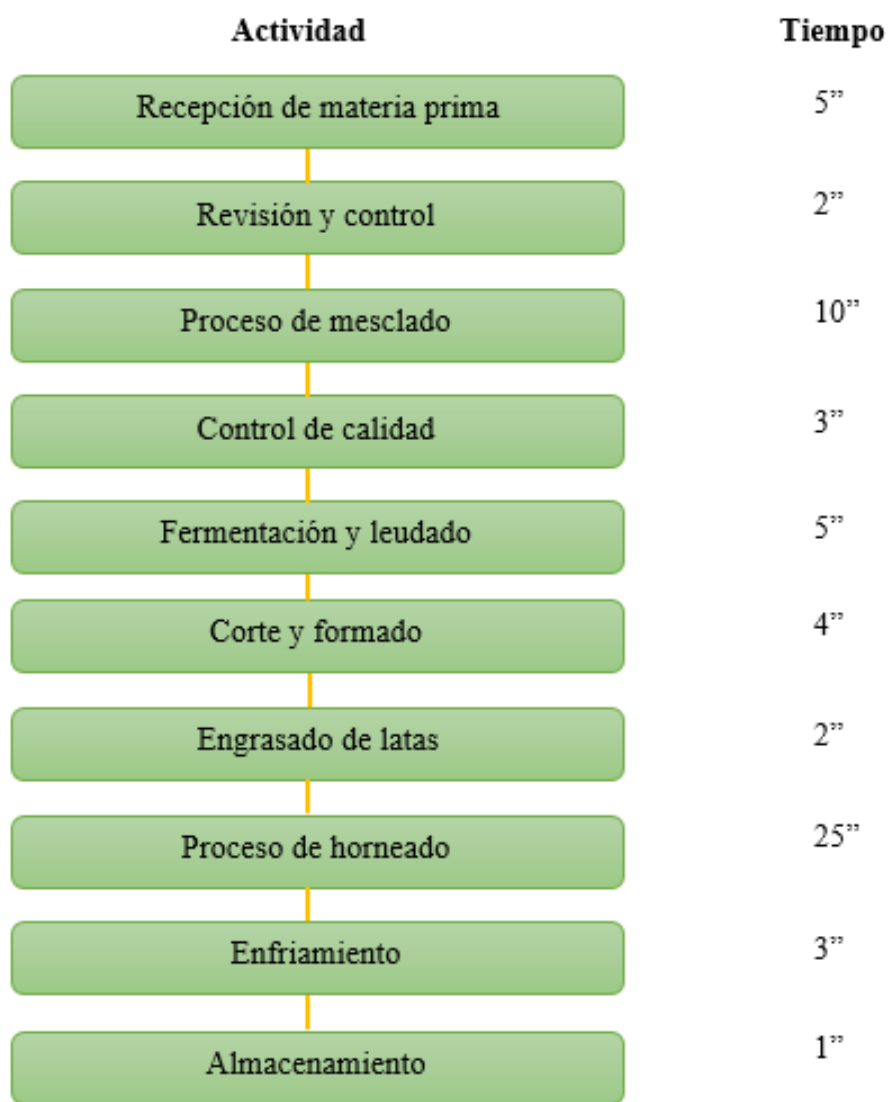 Actividad Tiempo
Recepción de materia prima 5”
Revisión y control 2”
Proceso de mesclado 10”
Control de calidad 3”
Fermentación y leudado 5”
Corte y formado 4”
Engrasado de latas 2”
Proceso de horneado 25”
Enfriamiento 3”
Almacenamiento 1”